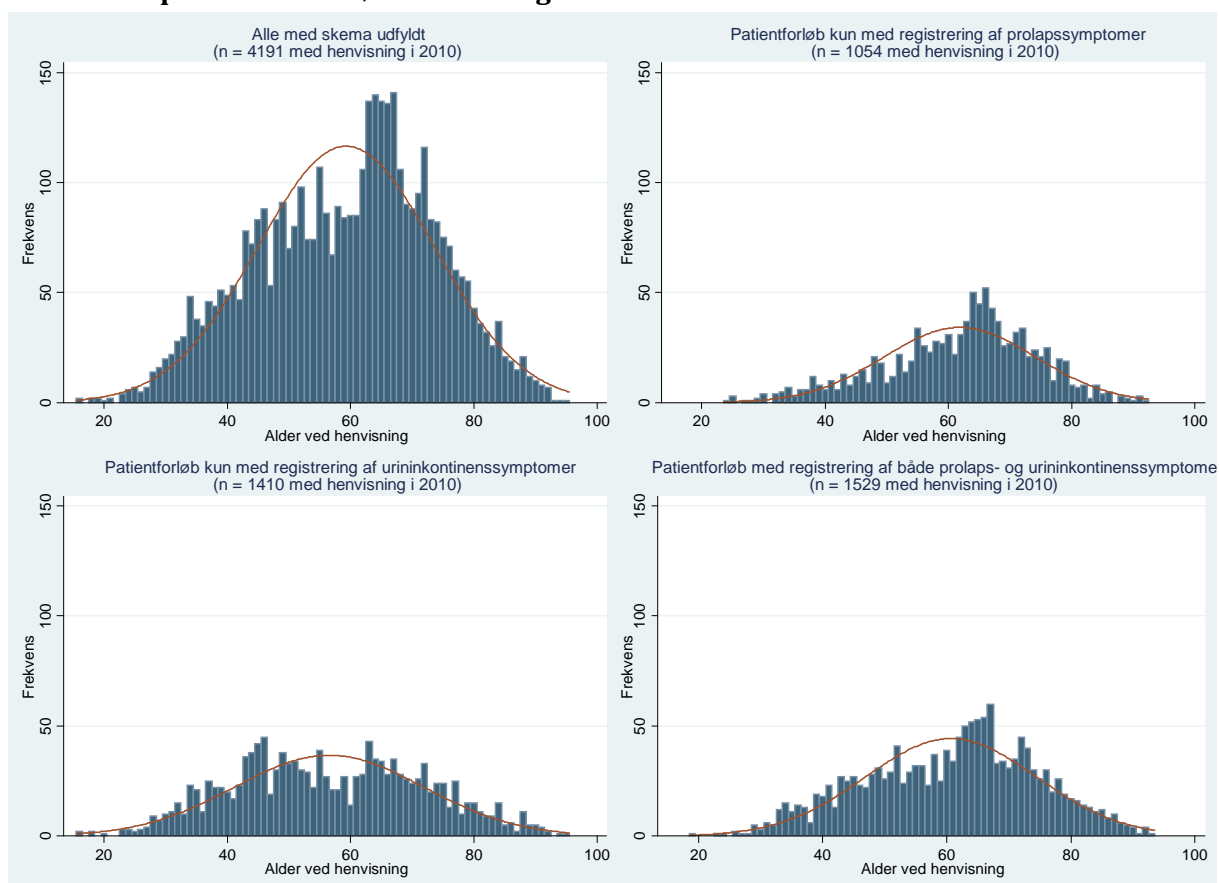 Alle med skema udfyldt
(n = 4191 med henvisning i 2010)
150
100
50
0
Frekvens
20 40 60 80 100
Alder ved henvisning
Patientforløb kun med registrering af prolapssymptomer
(n = 1054 med henvisning i 2010)
150
100
50
0
Frekvens
20 40 60 80 100
Alder ved henvisning
Patientforløb kun med registrering af urininkontinenssymptomer
(n = 1410 med henvisning i 2010)
150
100
50
0
Frekvens
20 40 60 80 100
Alder ved henvisning
Patientforløb med registrering af både prolaps- og urininkontinenssymptome
(n = 1529 med henvisning i 2010)
150
100
50
0
Frekvens
20 40 60 80 100
Alder ved henvisning